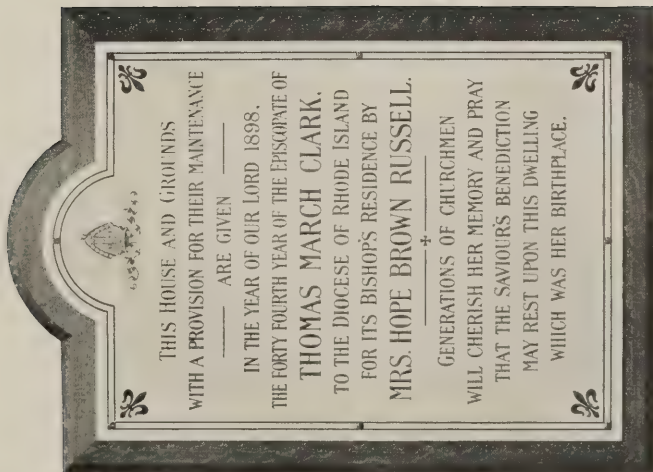 THIS HOUSE AND GROUNDS
WITH A PROVISION FOR THEIR MAINTENANCE
ARE GIVEN
IN THE YEAR OF OUR LORD 1898,
THE FORTY FOURTH YEAR OF THE EPISCOPATE OF
THOMAS MARCH CLARK,
TO THE DIOCESE OF RHODE ISLAND
FOR ITS BISHOP'S RESIDENCE BY
MRS. HOPE BROWN RUSSELL.
GENERATIONS OF CHURCHMEN
WILL CHERISH HER MEMORY AND PRAY
THAT THE SAVIOURS BENEDICTION
MAY REST UPON THIS DWELLING
WHICH WAS HER BIRTHPLACE.